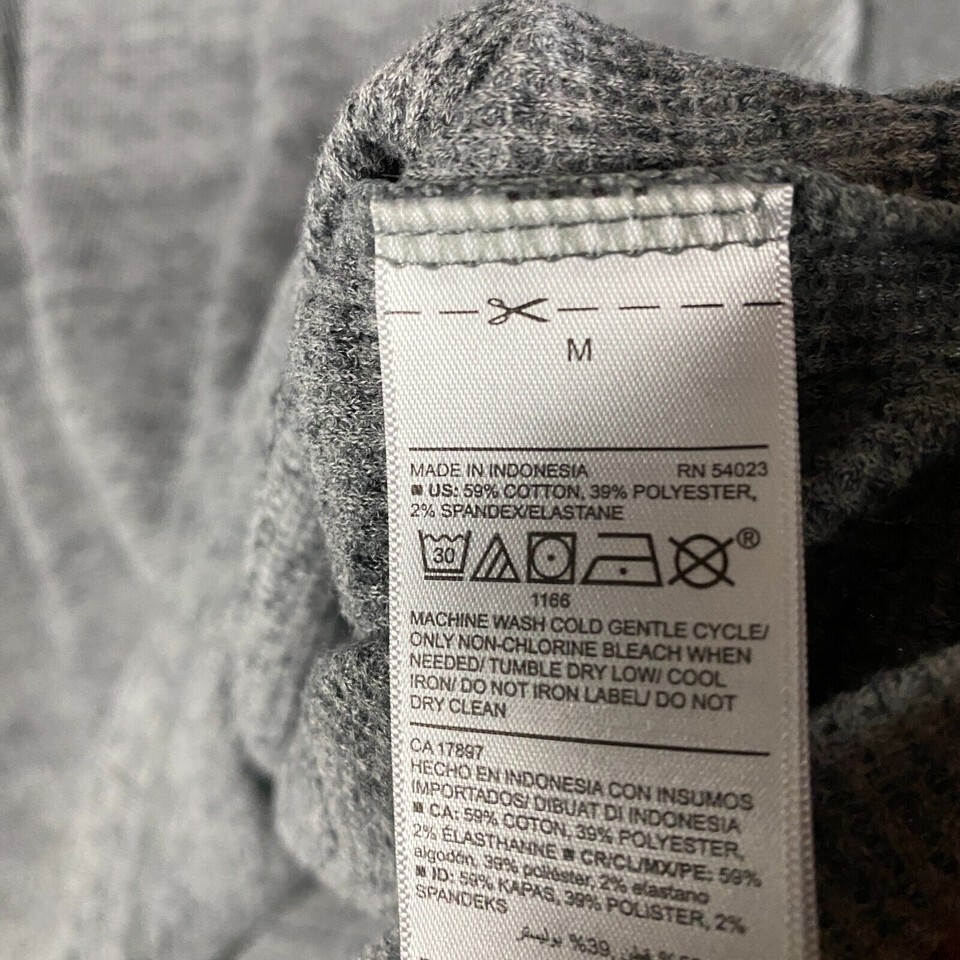 M
MADE IN INDONESIA RN 54023
US: 59% COTTON, 39% POLYESTER,
2% SPANDEX/ELASTANE
30 ®
1166
MACHINE WASH COLD GENTLE CYCLE/
ONLY NON-CHLORINE BLEACH WHEN
NEEDED/ TUMBLE DRY LOW/ COOL
IRON/ DO NOT IRON LABEL/ DO NOT
DRY CLEAN
CA 17897
HECHO EN INDONESIA CON INSUMOS
IMPORTADOS/ DIBUAT DI INDONESIA
CA: 59% COTON, 39% POLYESTER,
2% ÉLASTHANNE ■ CR/CL/MX/PE: 59%
algodón, 39% poliéster, 2% elastano
ID: 59% KAPAS, 39% POLISTER, 2%
SPANDEKS
قطن, 39% بوليستر